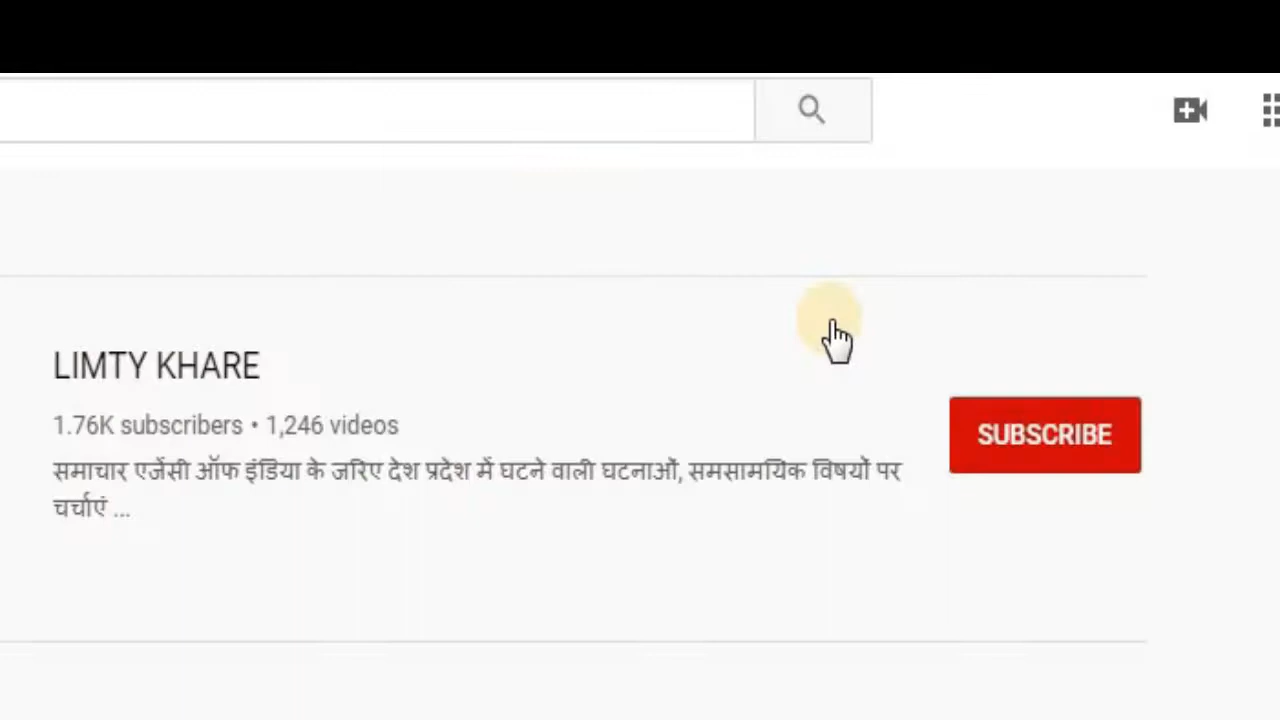 LIMTY KHARE
1.76K subscribers • 1,246 videos
SUBSCRIBE
समाचार एजेंसी ऑफ इंडिया के जरिए देश प्रदेश में घटने वाली घटनाओं, समसामयिक विषयों पर
चर्चाएं ...